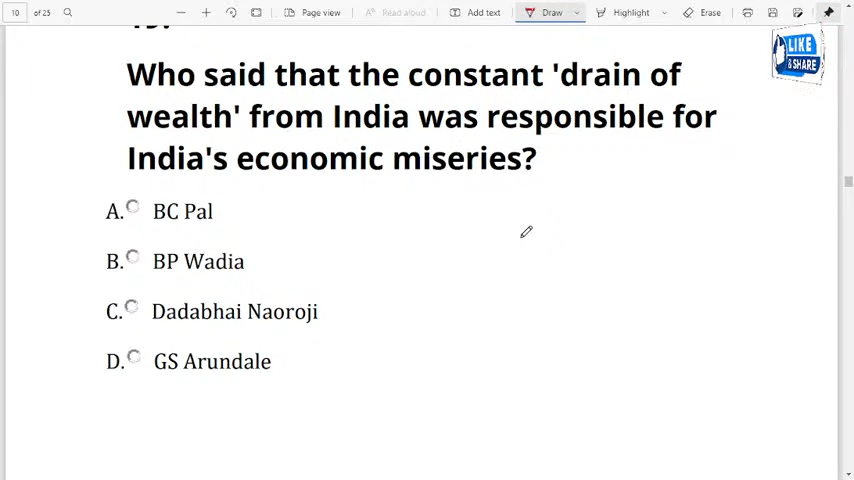 10 of 25 Page view Add text Read aloud Draw Highlight Erase
LIKE
& SHARE
Who said that the constant 'drain of
wealth' from India was responsible for
India's economic miseries?
A. BC Pal
B. BP Wadia
C. Dadabhai Naoroji
D. GS Arundale